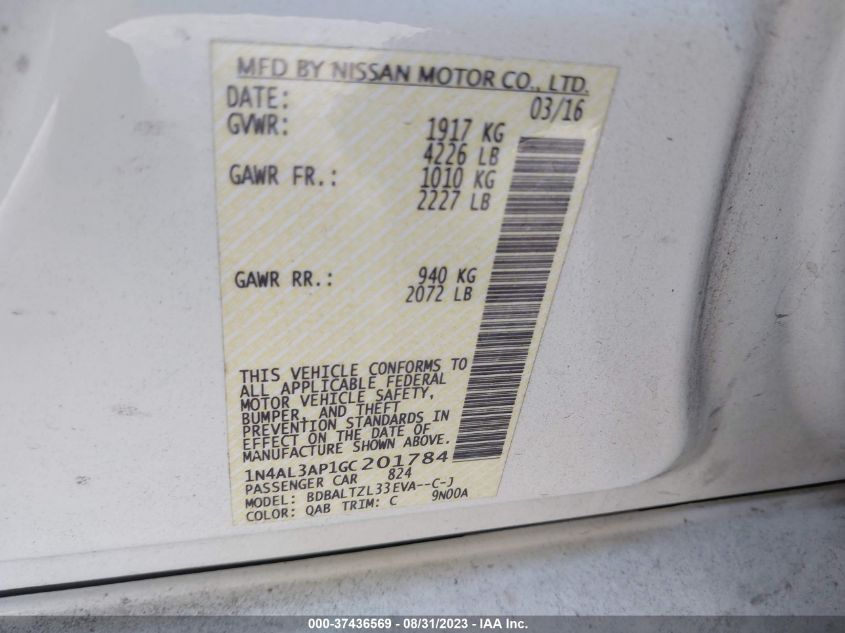 MFD BY NISSAN MOTOR CO., LTD.
DATE: 03/16
GVWR: 1917 KG
4226 LB
GAWR FR.: 1010 KG
2227 LB
GAWR RR.: 940 KG
2072 LB
THIS VEHICLE CONFORMS TO
ALL APPLICABLE FEDERAL
MOTOR VEHICLE SAFETY,
BUMPER, AND THEFT
PREVENTION STANDARDS IN
EFFECT ON THE DATE OF
MANUFACTURE SHOWN ABOVE.
1N4AL3AP1GC201784
PASSENGER CAR 824
MODEL: BDBALTZL33EVA--C-J
COLOR: QAB TRIM: C 9N00A
000-37436569 - 08/31/2023 - IAA Inc.